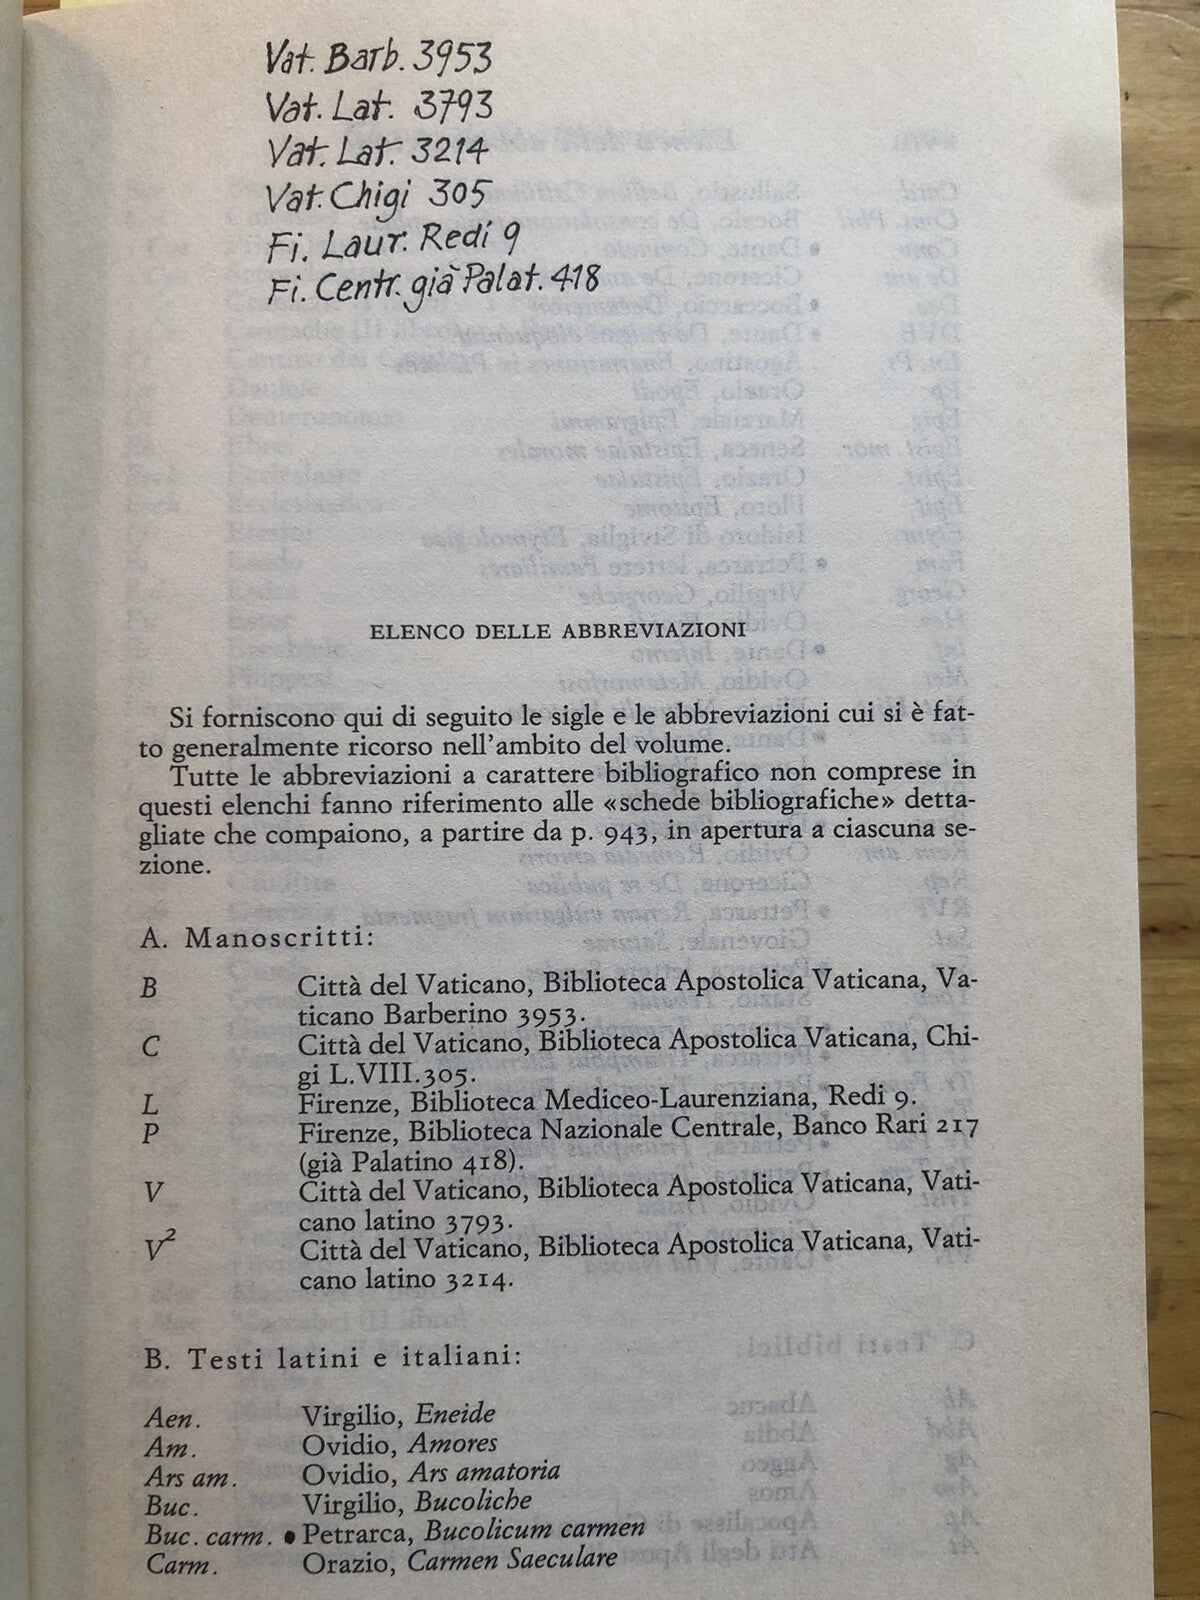 Vat. Barb. 3953
Vat. Lat. 3793
Vat. Lat. 3214
Vat. Chigi 305
Fi. Laur. Redi 9
Fi. Centr. già Palat. 418
ELENCO DELLE ABBREVIAZIONI
Si forniscono qui di seguito le sigle e le abbreviazioni cui si è fat-
to generalmente ricorso nell'ambito del volume.
Tutte le abbreviazioni a carattere bibliografico non comprese in
questi elenchi fanno riferimento alle «schede bibliografiche» detta-
gliate che compaiono, a partire da p. 943, in apertura a ciascuna se-
zione.
A. Manoscritti:
B Città del Vaticano, Biblioteca Apostolica Vaticana, Va-
ticano Barberino 3953.
C Città del Vaticano, Biblioteca Apostolica Vaticana, Chi-
gi L.VIII.305.
L Firenze, Biblioteca Mediceo-Laurenziana, Redi 9.
P Firenze, Biblioteca Nazionale Centrale, Banco Rari 217
(già Palatino 418).
V Città del Vaticano, Biblioteca Apostolica Vaticana, Vati-
cano latino 3793.
V² Città del Vaticano, Biblioteca Apostolica Vaticana, Vati-
cano latino 3214.
B. Testi latini e italiani:
Aen. Virgilio, Eneide
Am. Ovidio, Amores
Ars am. Ovidio, Ars amatoria
Buc. Virgilio, Bucoliche
Buc. carm. • Petrarca, Bucolicum carmen
Carm. Orazio, Carmen Saeculare